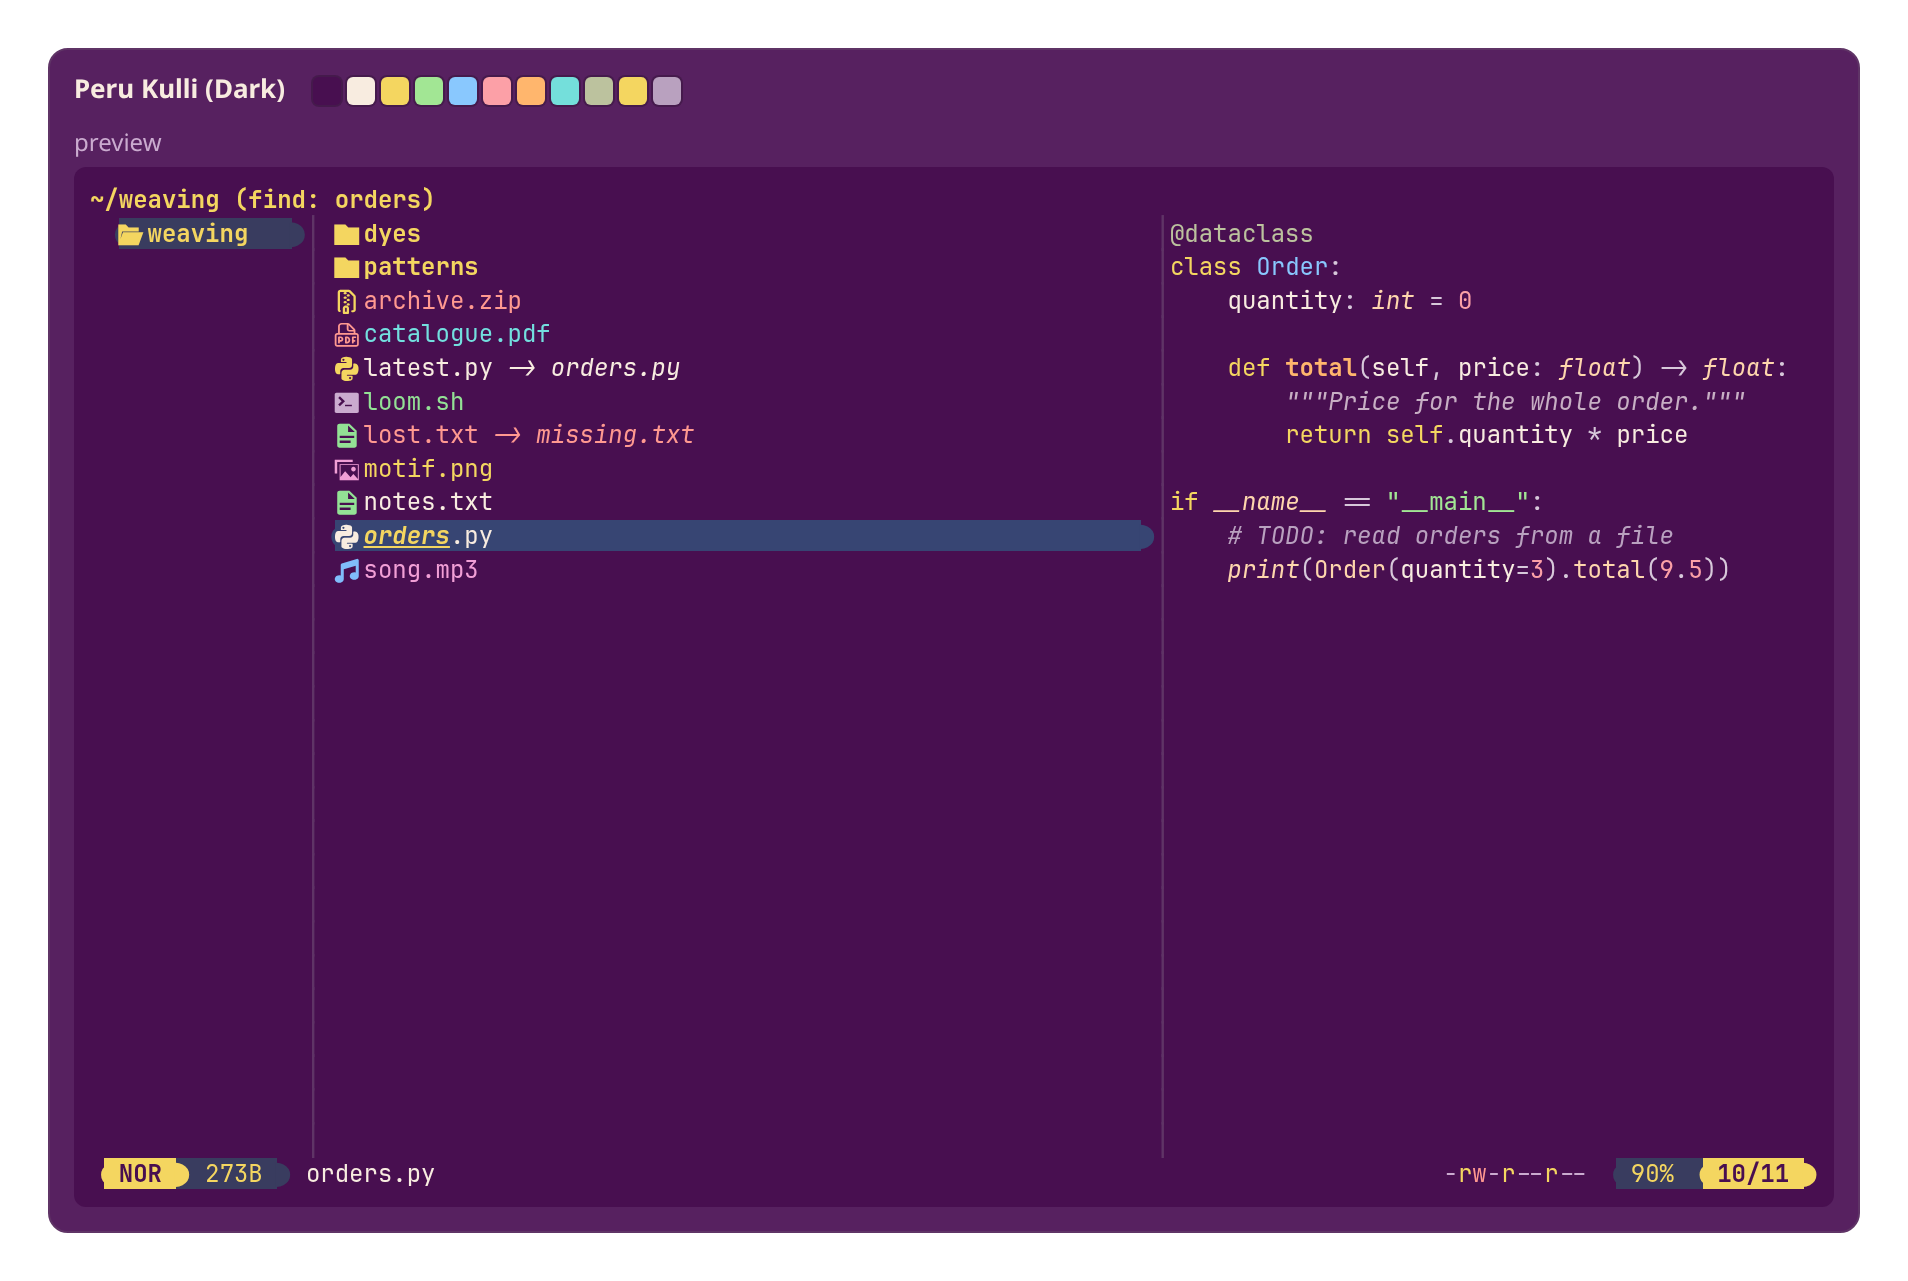 Peru Kulli (Dark)
preview
~/weaving (find: orders)
weaving
dyes
patterns
archive.zip
catalogue.pdf
latest.py -> orders.py
loom.sh
lost.txt -> missing.txt
motif.png
notes.txt
orders.py
song.mp3
@dataclass
class Order:
    quantity: int = 0
    def total(self, price: float) -> float:
        """Price for the whole order."""
        return self.quantity * price
if __name__ == "__main__":
    # TODO: read orders from a file
    print(Order(quantity=3).total(9.5))
NOR 273B orders.py -rw-r--r-- 90% 10/11